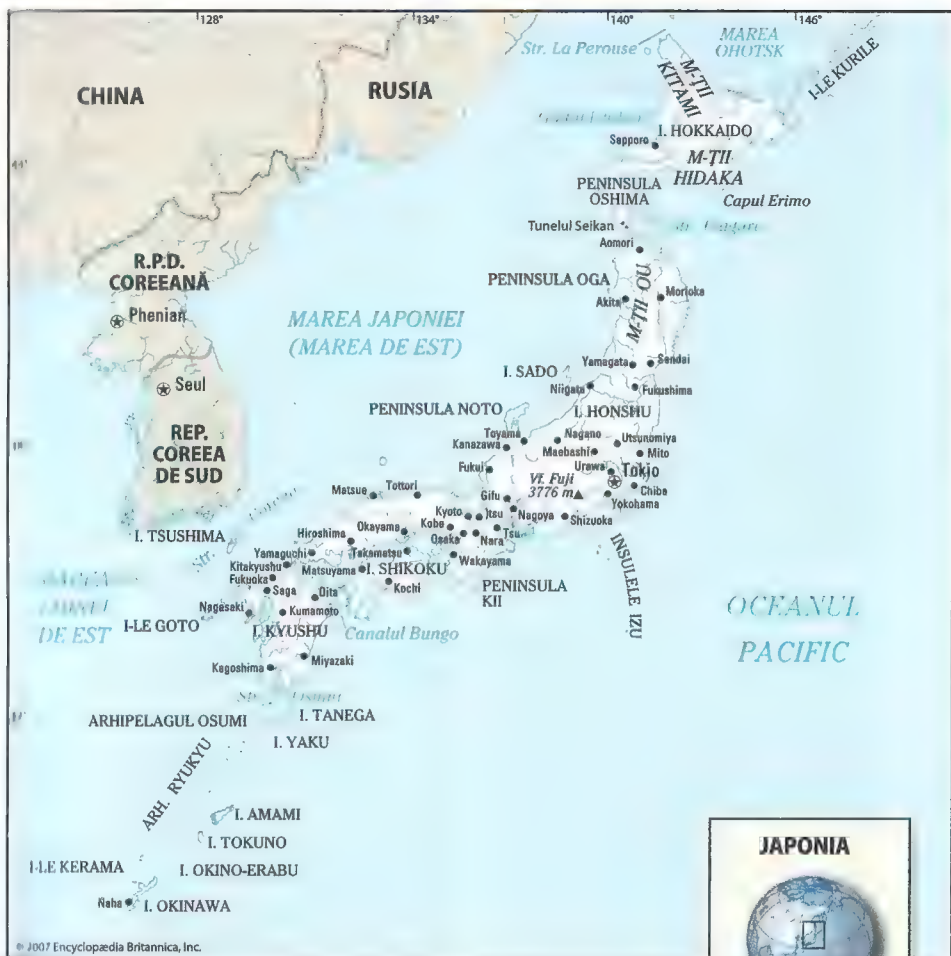 128°
134°
140°
146°
Str. La Perouse
MAREA
OHOTSK
I-LE KURILE
M-ȚII
KITAMI
CHINA
RUSIA
I. HOKKAIDO
Sapporo
M-ȚII
HIDAKA
44°
PENINSULA
OSHIMA
Capul Erimo
Tunelul Seikan
Aomori
R.P.D.
COREEANĂ
PENINSULA OGA
Akita
M-ȚII OU
Morioka
Phenian
MAREA JAPONIEI
(MAREA DE EST)
Yamagata
Sendai
I. SADO
Seul
Niigata
Fukushima
PENINSULA NOTO
I. HONSHU
REP.
COREEA
DE SUD
Toyama
Nagano
Utsunomiya
Kanazawa
Maebashi
Mito
Fukui
Urawa
Tokio
Vf. Fuji
3776 m
Chiba
Matsue
Tottori
Gifu
Yokohama
Kyoto
Nagoya
Shizuoka
I. TSUSHIMA
Okayama
Kobe
Hiroshima
Osaka
Nara
Tsu
Str.
Yamaguchi
Takamatsu
Wakayama
Kitakyushu
Matsuyama
I. SHIKOKU
INSULELE IZU
Fukuoka
Kochi
PENINSULA
KII
Saga
Oita
DE EST
Nagasaki
Kumamoto
I-LE GOTO
I. KYUSHU
Canalul Bungo
OCEANUL
PACIFIC
Kagoshima
Miyazaki
ARHIPELAGUL OSUMI
I. TANEGA
I. YAKU
ARH. RYUKYU
I. AMAMI
I. TOKUNO
I-LE KERAMA
I. OKINO-ERABU
Naha
I. OKINAWA
JAPONIA
© 2007 Encyclopædia Britannica, Inc.